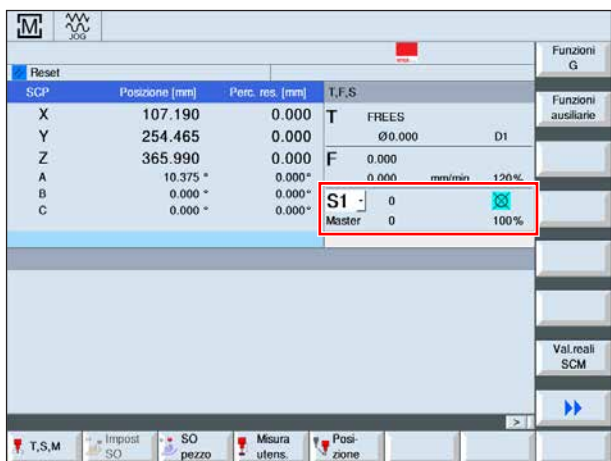 M JOG
Funzioni G
Reset
SCP Posizione [mm] Perc. res. [mm] T,F,S
Funzioni ausiliarie
X 107.190 0.000 T FREES
Y 254.465 0.000 Ø0.000 D1
Z 365.990 0.000 F 0.000
A 10.375 ° 0.000° 0.000 mm/min 120%
B 0.000 ° 0.000° S1 0
C 0.000 ° 0.000° Master 0 100%
Val.reali SCM
>
T,S,M Impost SO SO pezzo Misura utens. Posi- zione